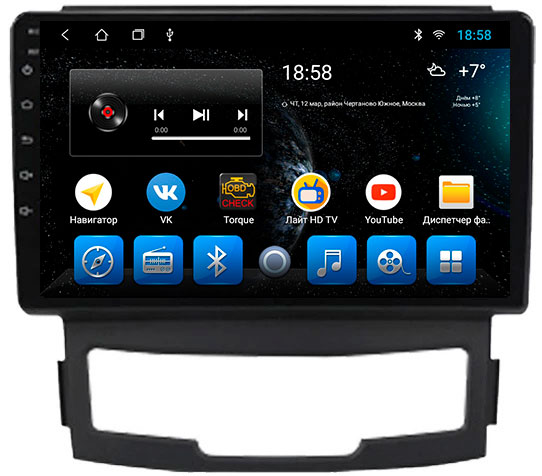 18:58
18:58
+7°
ЧТ, 12 мар, район Чертаново Южное, Москва
Днём +8°
Ночью +5°
0:00 0:00
OBD
CHECK
Навигатор VK Torque Лайт HD TV YouTube Диспетчер фа..